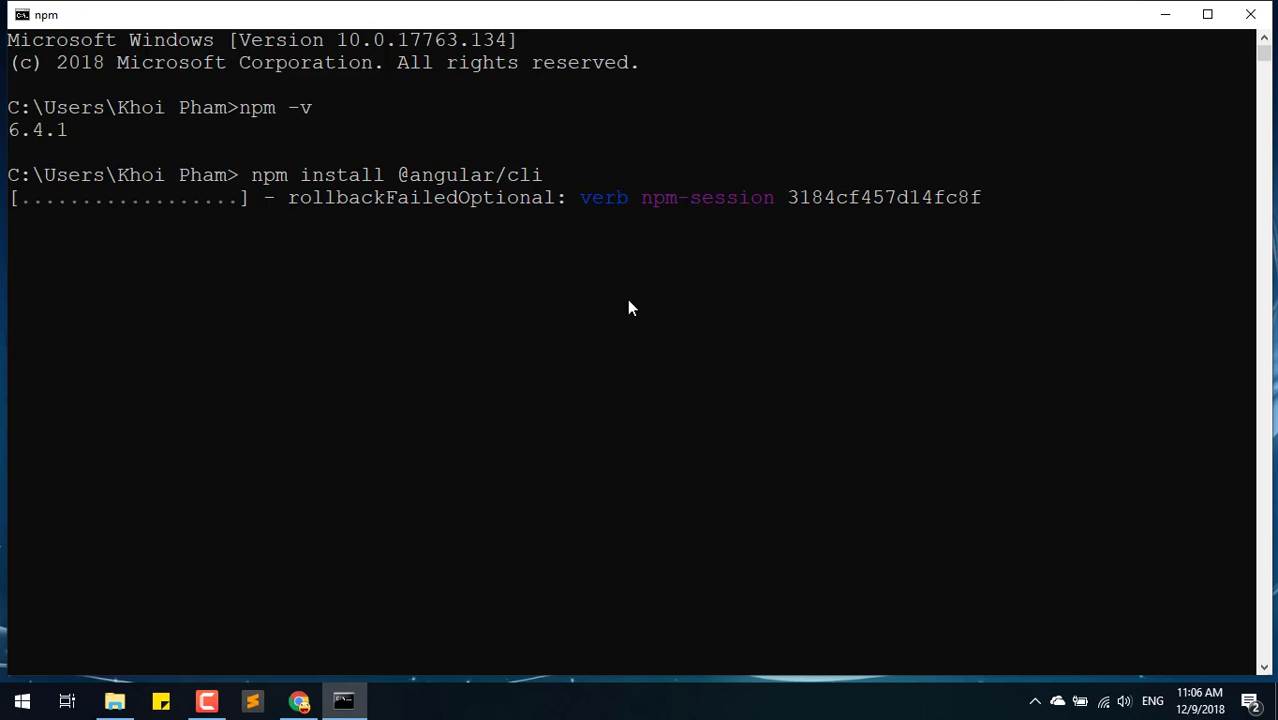 npm
Microsoft Windows [Version 10.0.17763.134]
(c) 2018 Microsoft Corporation. All rights reserved.
C:\Users\Khoi Pham>npm -v
6.4.1
C:\Users\Khoi Pham> npm install @angular/cli
[..................] - rollbackFailedOptional: verb npm-session 3184cf457d14fc8f
ENG
11:06 AM
12/9/2018
2